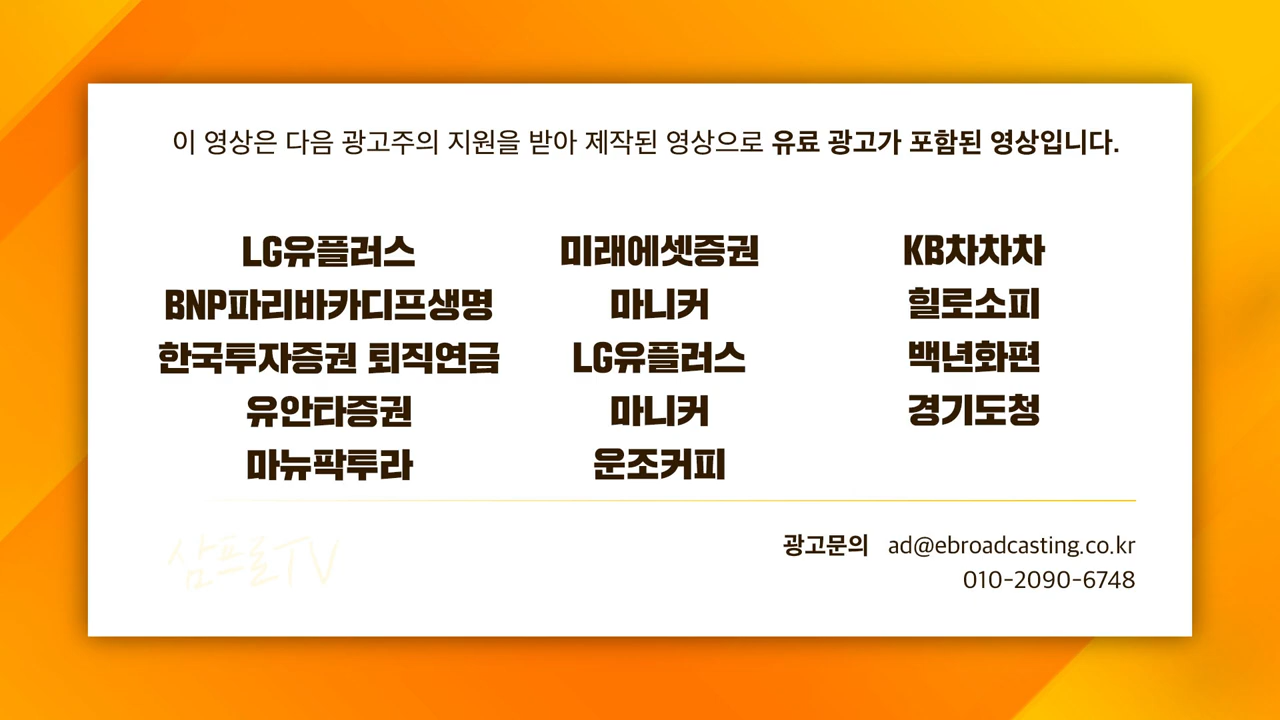 이 영상은 다음 광고주의 지원을 받아 제작된 영상으로 유료 광고가 포함된 영상입니다.
LG유플러스 미래에셋증권 KB차차차
BNP파리바카디프생명 마니커 힐로소피
한국투자증권 퇴직연금 LG유플러스 백년화편
유안타증권 마니커 경기도청
마뉴팍투라 운조커피
삼프로TV
광고문의 ad@ebroadcasting.co.kr
010-2090-6748